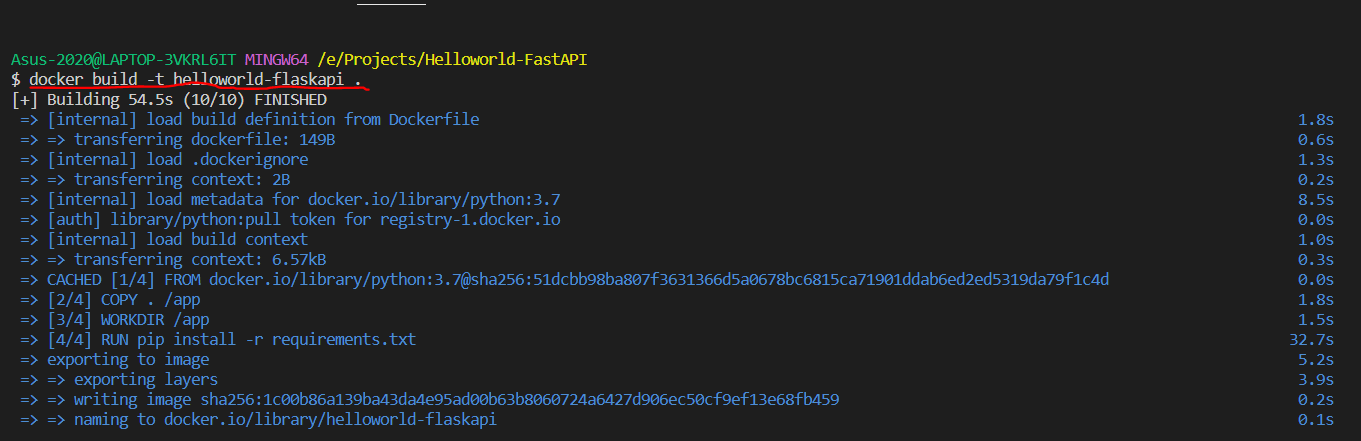 Asus-2020@LAPTOP-3VKRL6IT MINGW64 /e/Projects/Helloworld-FastAPI
$ docker build -t helloworld-flaskapi .
[+] Building 54.5s (10/10) FINISHED
=> [internal] load build definition from Dockerfile 1.8s
=> => transferring dockerfile: 149B 0.6s
=> [internal] load .dockerignore 1.3s
=> => transferring context: 2B 0.2s
=> [internal] load metadata for docker.io/library/python:3.7 8.5s
=> [auth] library/python:pull token for registry-1.docker.io 0.0s
=> [internal] load build context 1.0s
=> => transferring context: 6.57kB 0.3s
=> CACHED [1/4] FROM docker.io/library/python:3.7@sha256:51dcbb98ba807f3631366d5a0678bc6815ca71901ddab6ed2ed5319da79f1c4d 0.0s
=> [2/4] COPY . /app 1.8s
=> [3/4] WORKDIR /app 1.5s
=> [4/4] RUN pip install -r requirements.txt 32.7s
=> exporting to image 5.2s
=> => exporting layers 3.9s
=> => writing image sha256:1c00b86a139ba43da4e95ad00b63b8060724a6427d906ec50cf9ef13e68fb459 0.2s
=> => naming to docker.io/library/helloworld-flaskapi 0.1s